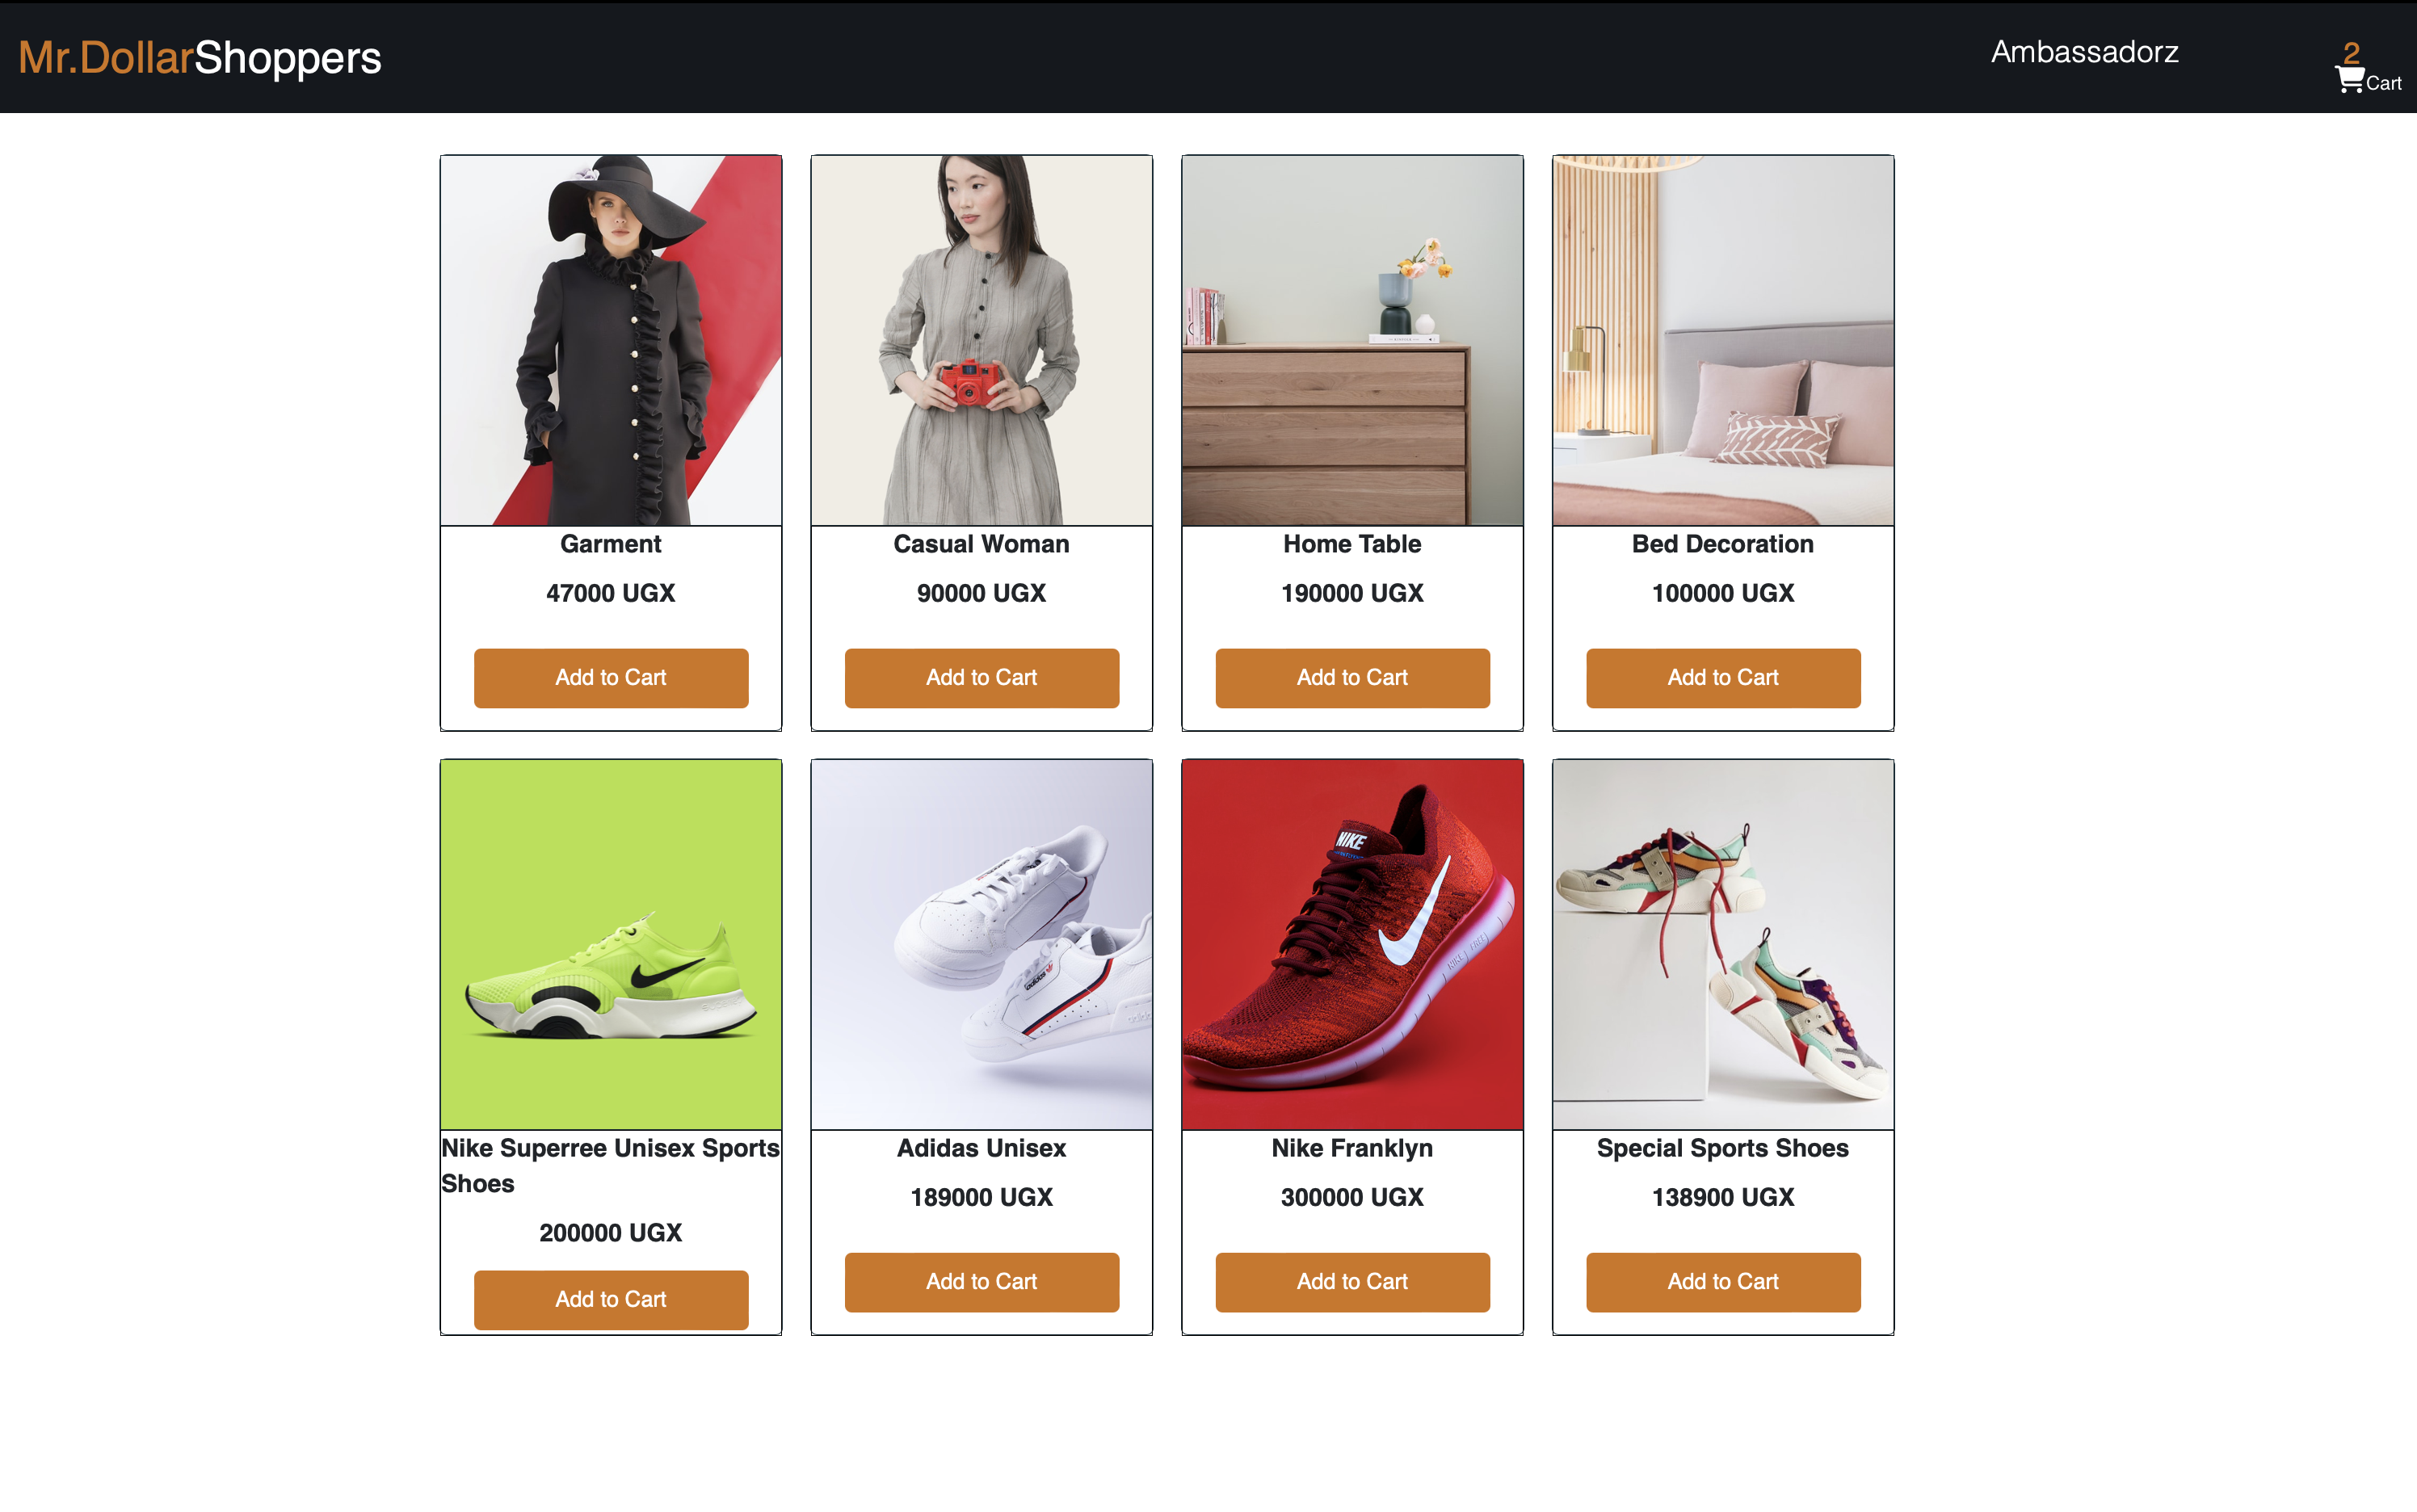 Mr.DollarShoppers
Ambassadorz
2
Cart
Garment
47000 UGX
Add to Cart
Casual Woman
90000 UGX
Add to Cart
Home Table
190000 UGX
Add to Cart
Bed Decoration
100000 UGX
Add to Cart
Nike Superree Unisex Sports
Shoes
200000 UGX
Add to Cart
adidas
Adidas Unisex
189000 UGX
Add to Cart
NIKE
NIKE FREE
Nike Franklyn
300000 UGX
Add to Cart
Special Sports Shoes
138900 UGX
Add to Cart